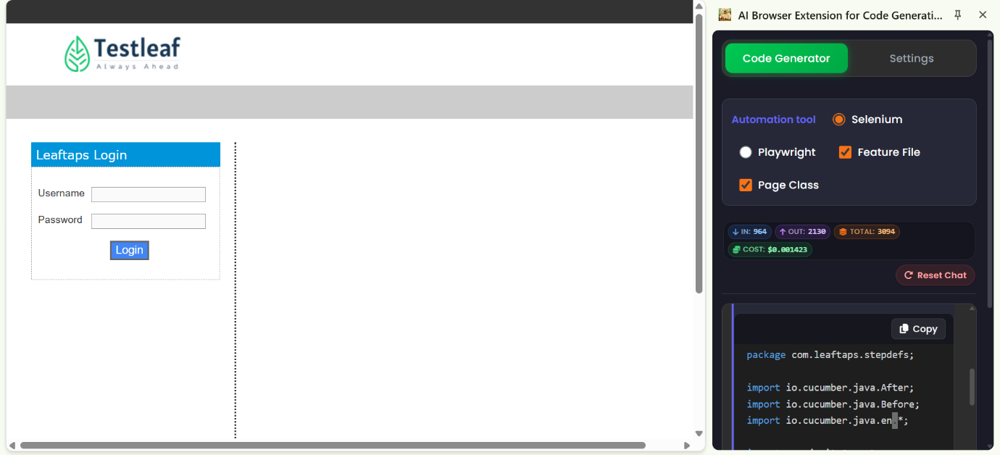 Testleaf
Always Ahead
Leaftaps Login
Username
Password
Login
AI Browser Extension for Code Generati...
Code Generator
Settings
Automation tool
Selenium
Playwright
Feature File
Page Class
IN: 964
OUT: 2130
TOTAL: 3094
COST: $0.001423
Reset Chat
Copy
package com.leaftaps.stepdefs;
import io.cucumber.java.After;
import io.cucumber.java.Before;
import io.cucumber.java.en.*;